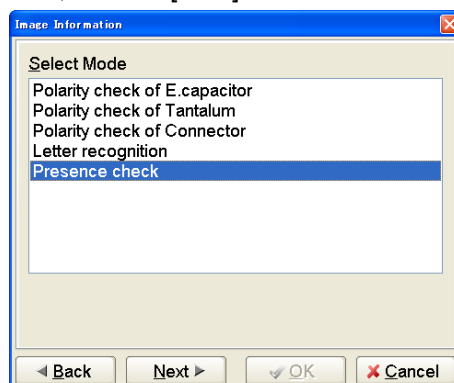 Image Information
Select Mode
Polarity check of E.capacitor
Polarity check of Tantalum
Polarity check of Connector
Letter recognition
Presence check
Back Next OK Cancel